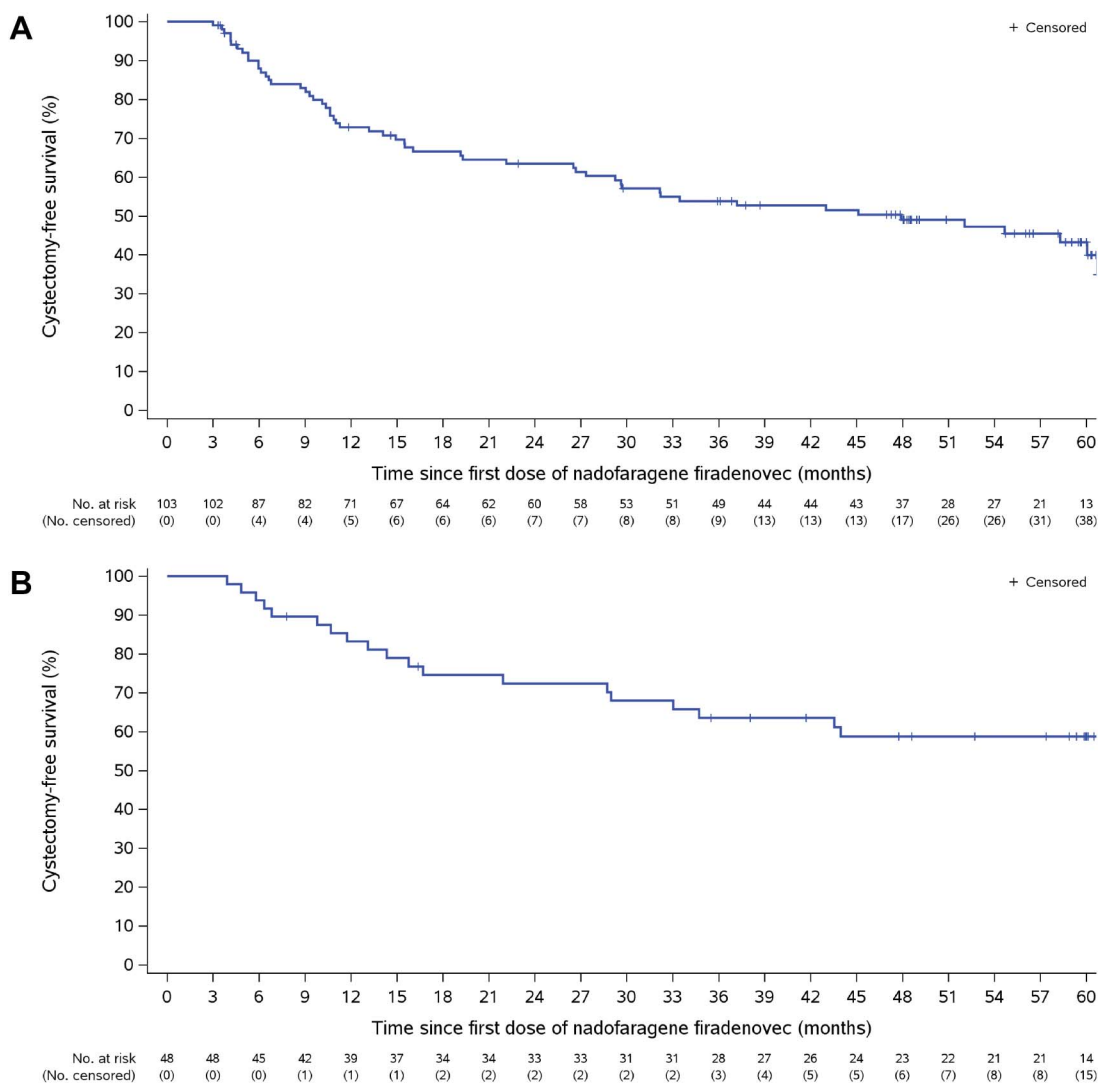 A
+ Censored
Cystectomy-free survival (%)
100
90
80
70
60
50
40
30
20
10
0
0 3 6 9 12 15 18 21 24 27 30 33 36 39 42 45 48 51 54 57 60
Time since first dose of nadofaragene firadenovec (months)
No. at risk 103 102 87 82 71 67 64 62 60 58 53 51 49 44 44 43 37 28 27 21 13
(No. censored) (0) (0) (4) (4) (5) (6) (6) (6) (7) (7) (8) (8) (9) (13) (13) (13) (17) (26) (26) (31) (38)
B
+ Censored
Cystectomy-free survival (%)
100
90
80
70
60
50
40
30
20
10
0
0 3 6 9 12 15 18 21 24 27 30 33 36 39 42 45 48 51 54 57 60
Time since first dose of nadofaragene firadenovec (months)
No. at risk 48 48 45 42 39 37 34 34 33 33 31 31 28 27 26 24 23 22 21 21 14
(No. censored) (0) (0) (0) (1) (1) (1) (2) (2) (2) (2) (2) (2) (3) (4) (5) (5) (6) (7) (8) (8) (15)